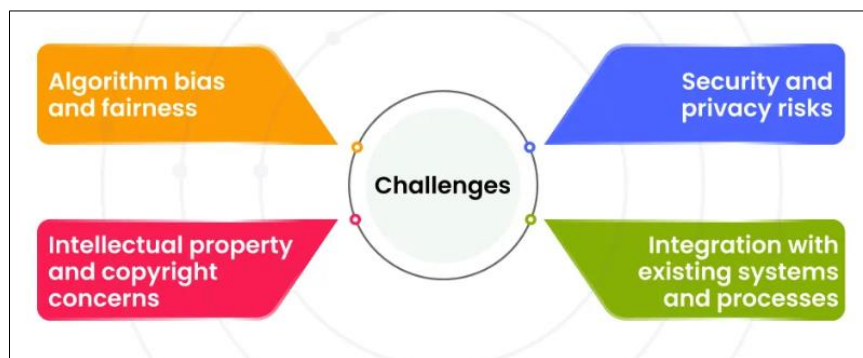 Algorithm bias
and fairness
Security and
privacy risks
Challenges
Intellectual property
and copyright
concerns
Integration with
existing systems
and processes